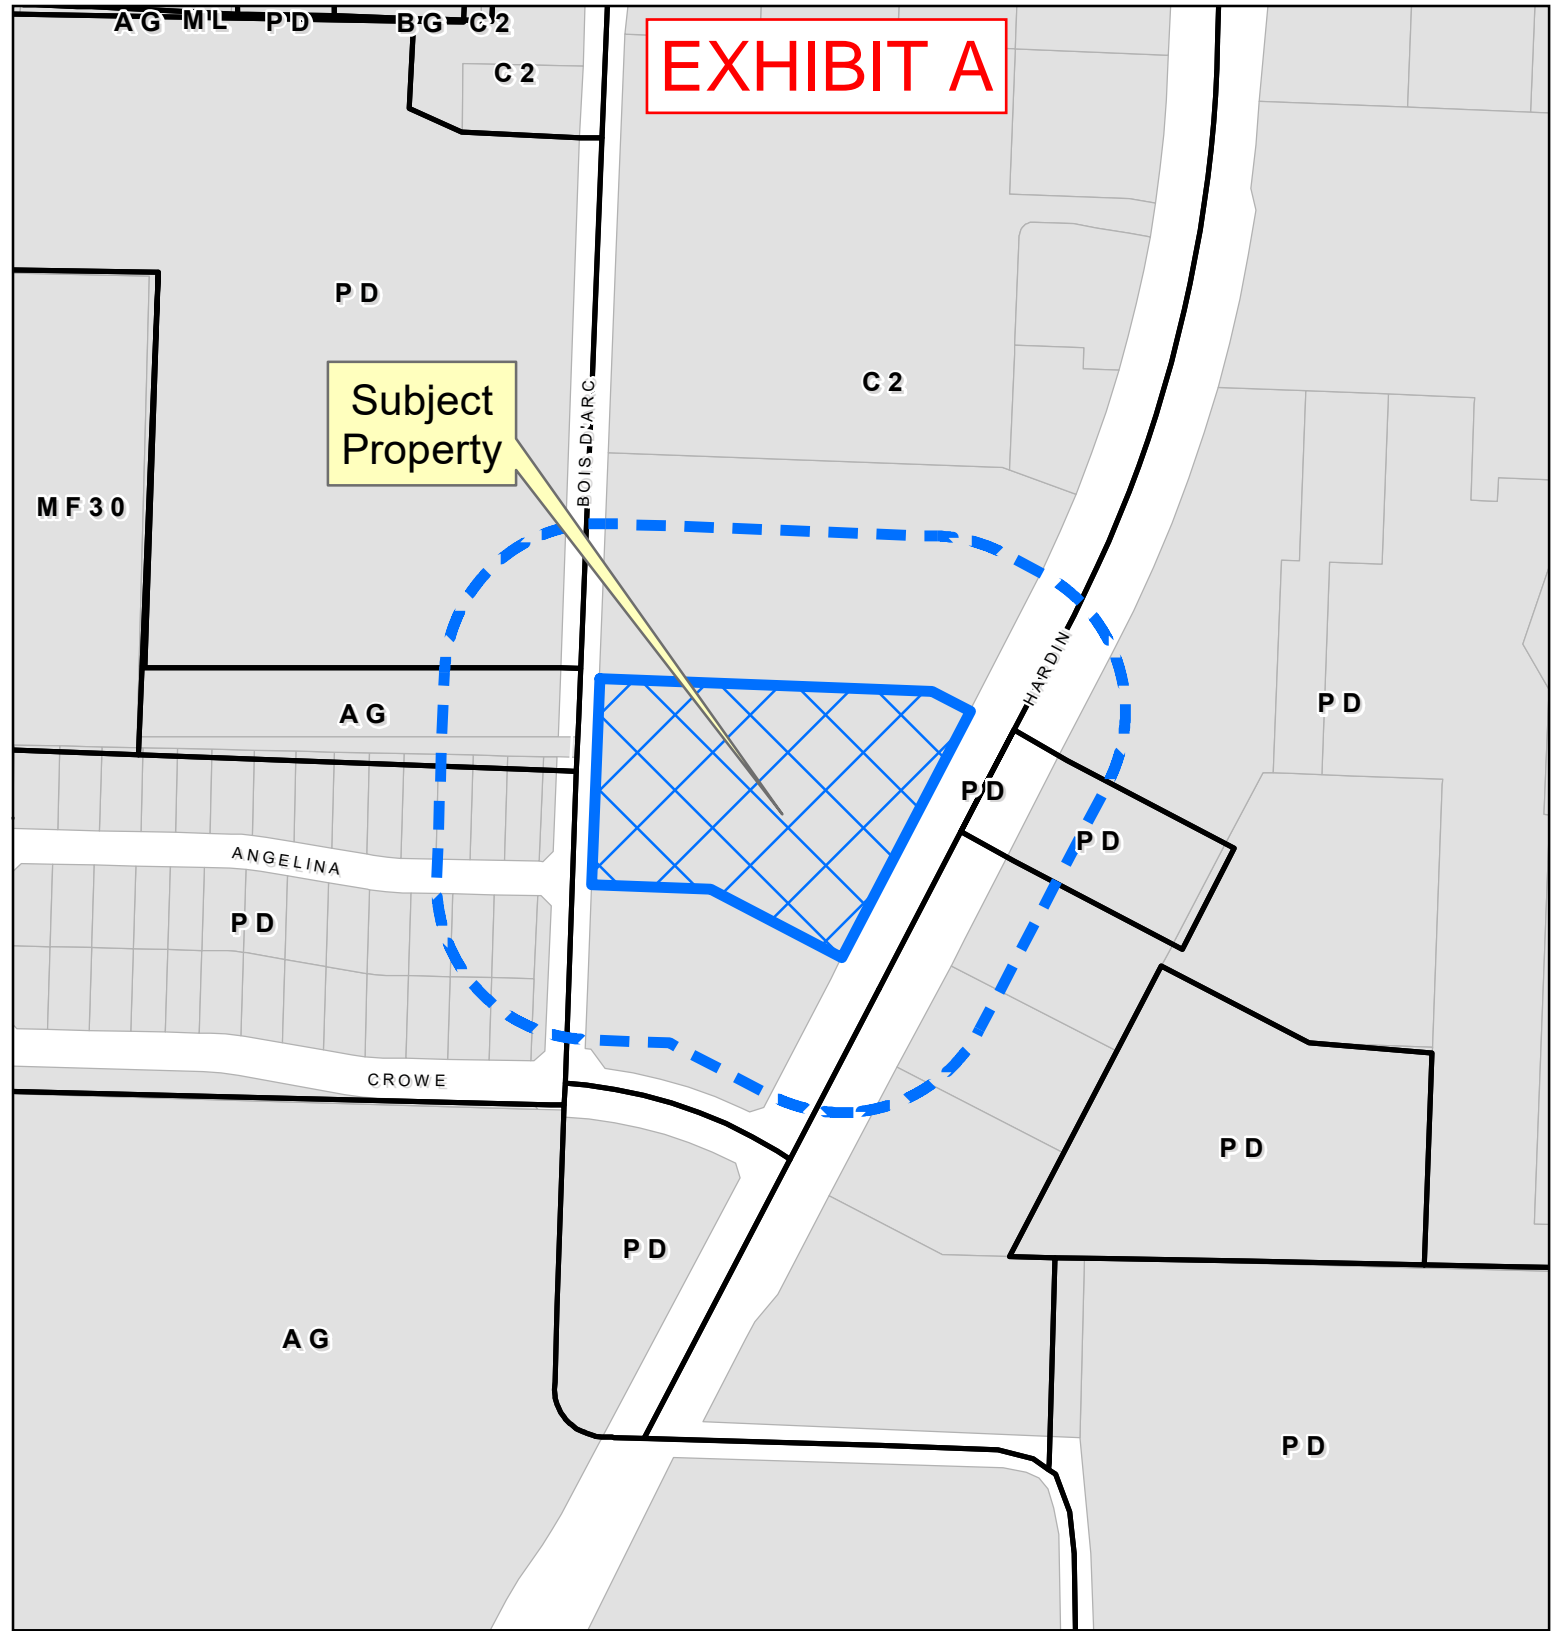 AG ML PD BG C2
EXHIBIT A
C2
PD
C2
Subject
Property
BOIS D'ARC
MF30
HARDIN
AG
PD
PD
PD
ANGELINA
PD
CROWE
PD
PD
AG
PD